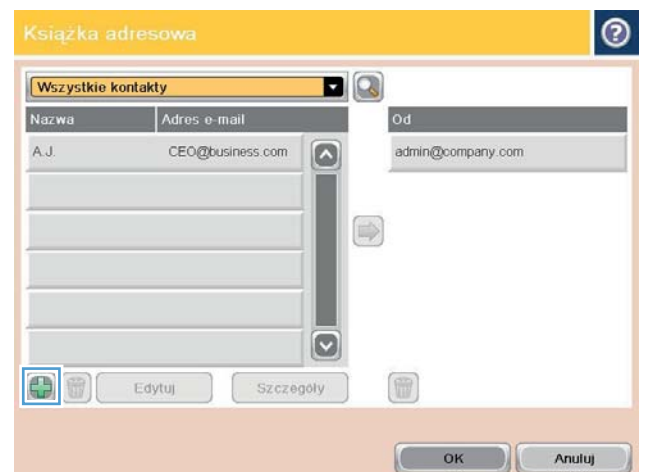 Książka adresowa
?
Wszystkie kontakty
Nazwa Adres e-mail
A.J. CEO@business.com
Od
admin@company.com
Edytuj Szczegóły
OK Anuluj